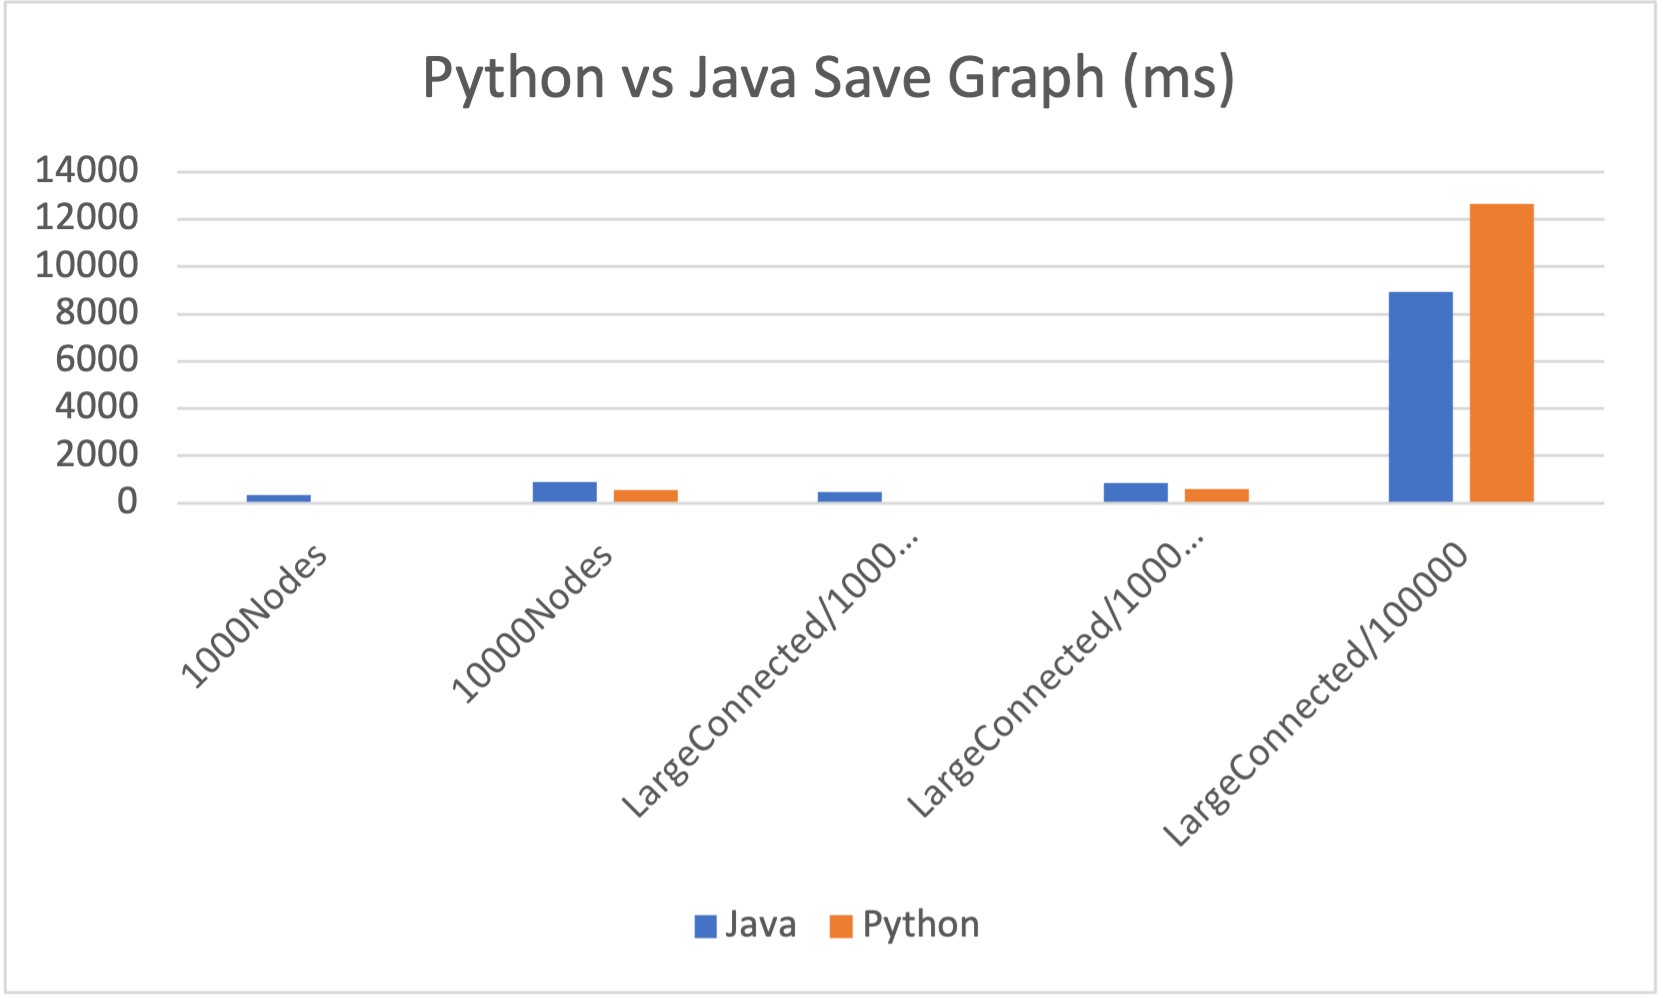 Python vs Java Save Graph (ms)
14000
12000
10000
8000
6000
4000
2000
0
1000Nodes
10000Nodes
LargeConnected/1000...
LargeConnected/1000...
LargeConnected/100000
Java
Python